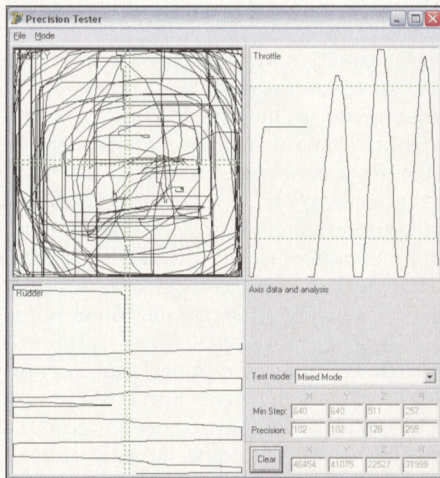 Precision Tester
File Mode
Throttle
Rudder
Axis data and analysis
Test mode: Mixed Mode
X Y Z R
Min Step: 640 640 511 257
Precision: 102 102 128 255
X Y Z R
Clear 46454 41075 22527 31999